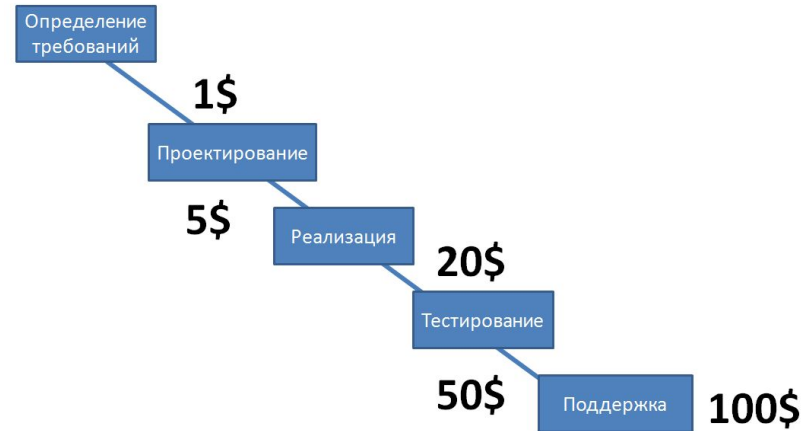 Определение
требований
1$
Проектирование
5$
Реализация
20$
Тестирование
50$
Поддержка
100$